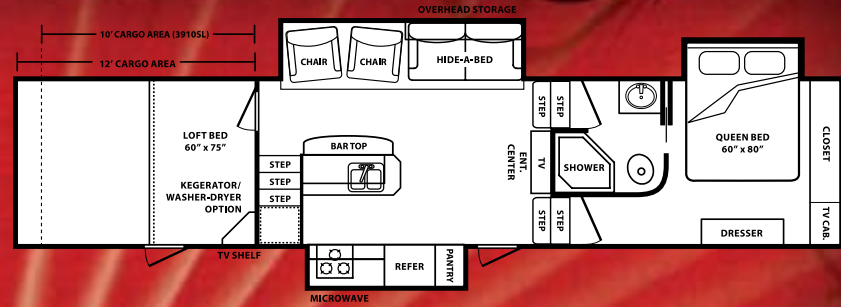 OVERHEAD STORAGE
10' CARGO AREA (3910SL)
12' CARGO AREA
CHAIR
CHAIR
HIDE-A-BED
LOFT BED
60" x 75"
KEGERATOR/
WASHER-DRYER
OPTION
TV SHELF
STEP
STEP
STEP
BAR TOP
MICROWAVE
REFER
PANTRY
ENT.
CENTER
TV
STEP
STEP
STEP
STEP
SHOWER
QUEEN BED
60" x 80"
DRESSER
CLOSET
TV CAB.